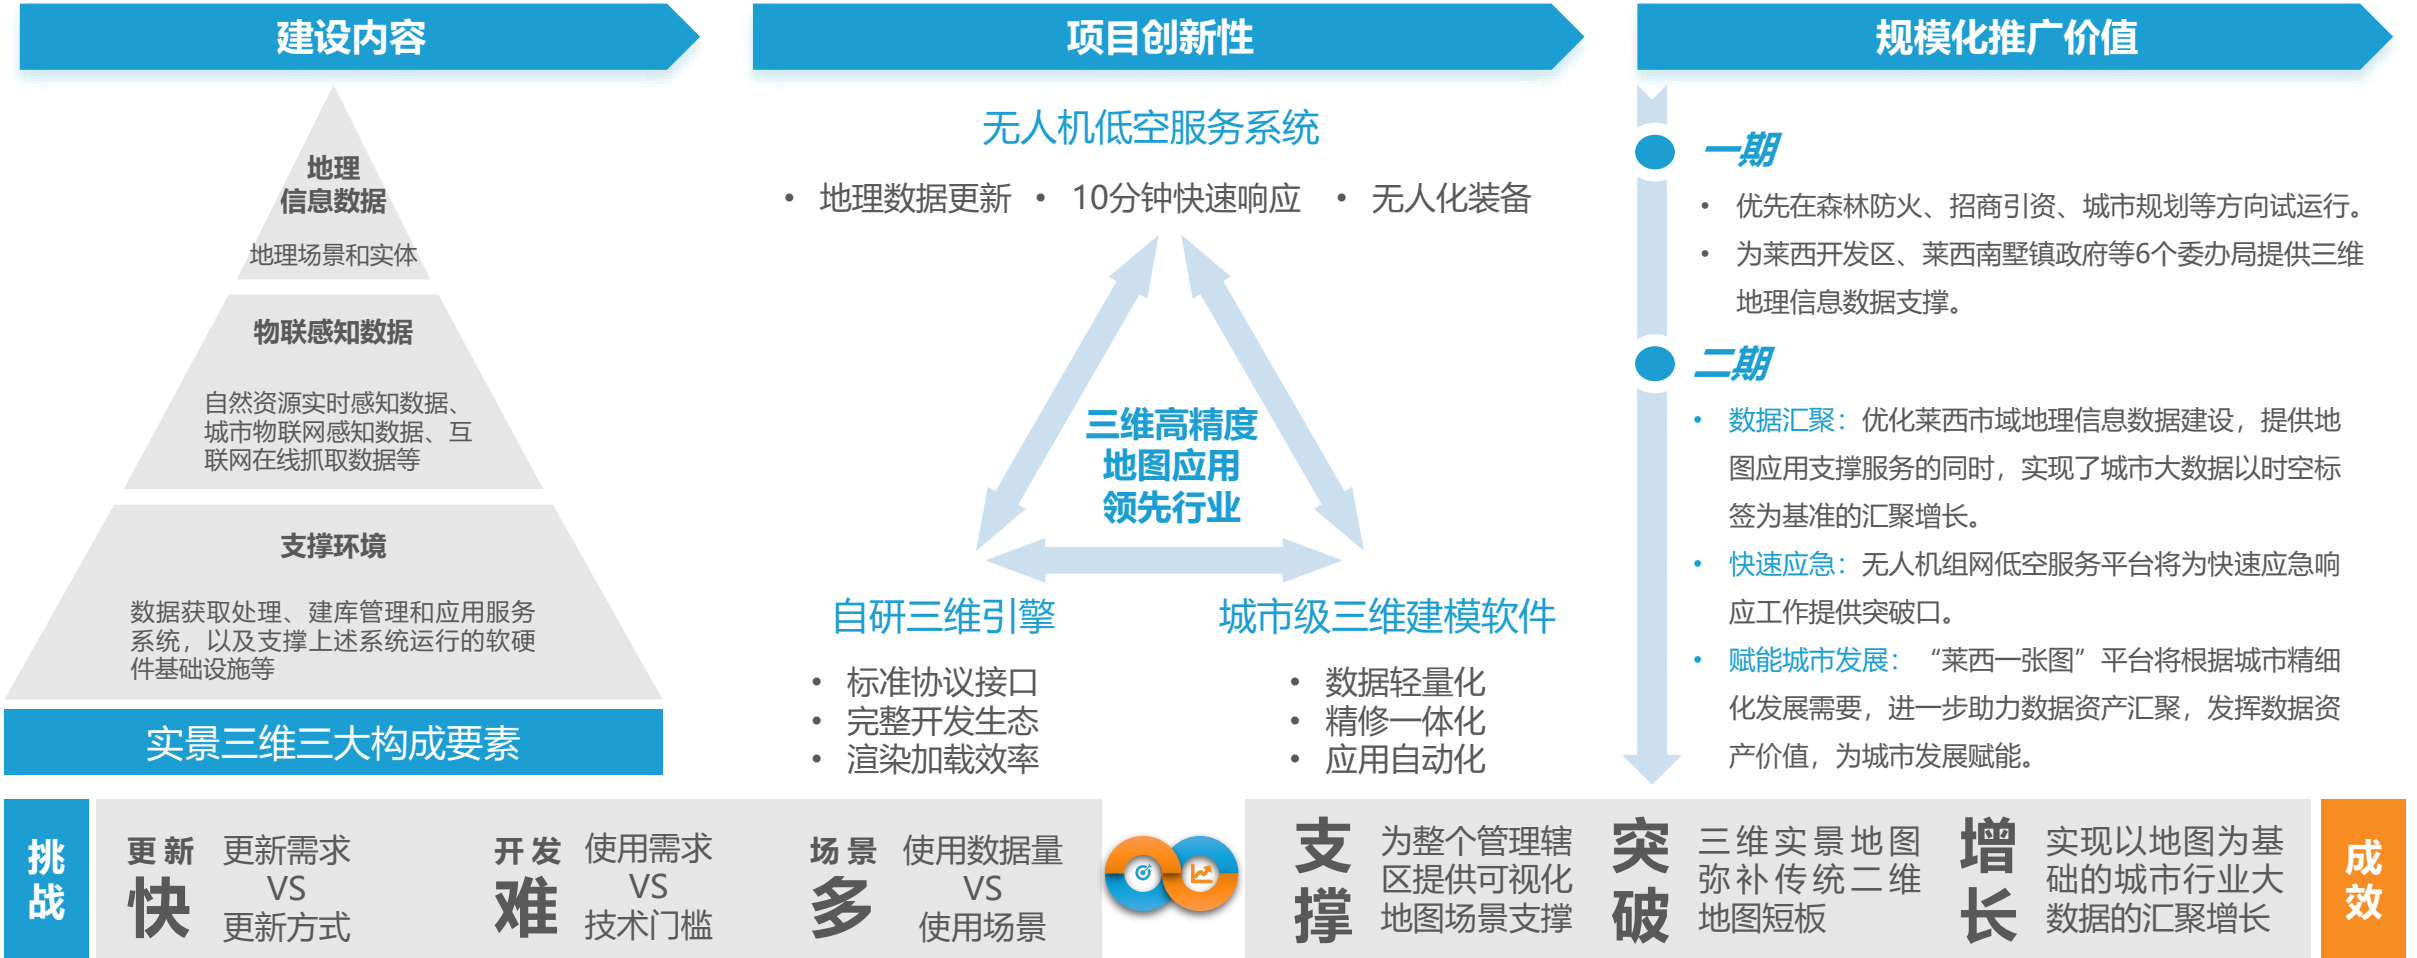 建设内容
地理
信息数据
地理场景和实体
物联感知数据
自然资源实时感知数据、
城市物联网感知数据、互
联网在线抓取数据等
支撑环境
数据获取处理、建库管理和应用服务
系统，以及支撑上述系统运行的软硬
件基础设施等
实景三维三大构成要素
项目创新性
无人机低空服务系统
• 地理数据更新 • 10分钟快速响应 • 无人化装备
三维高精度
地图应用
领先行业
自研三维引擎
• 标准协议接口
• 完整开发生态
• 渲染加载效率
城市级三维建模软件
• 数据轻量化
• 精修一体化
• 应用自动化
规模化推广价值
一期
• 优先在森林防火、招商引资、城市规划等方向试运行。
• 为莱西开发区、莱西南墅镇政府等6个委办局提供三维
地理信息数据支撑。
二期
• 数据汇聚：优化莱西市域地理信息数据建设，提供地
图应用支撑服务的同时，实现了城市大数据以时空标
签为基准的汇聚增长。
• 快速应急：无人机组网低空服务平台将为快速应急响
应工作提供突破口。
• 赋能城市发展：“莱西一张图”平台将根据城市精细
化发展需要，进一步助力数据资产汇聚，发挥数据资
产价值，为城市发展赋能。
挑
战
更新
快
更新需求
VS
更新方式
开发
难
使用需求
VS
技术门槛
场景
多
使用数据量
VS
使用场景
支
撑
为整个管理辖
区提供可视化
地图场景支撑
突
破
三维实景地图
弥补传统二维
地图短板
增
长
实现以地图为基
础的城市行业大
数据的汇聚增长
成
效